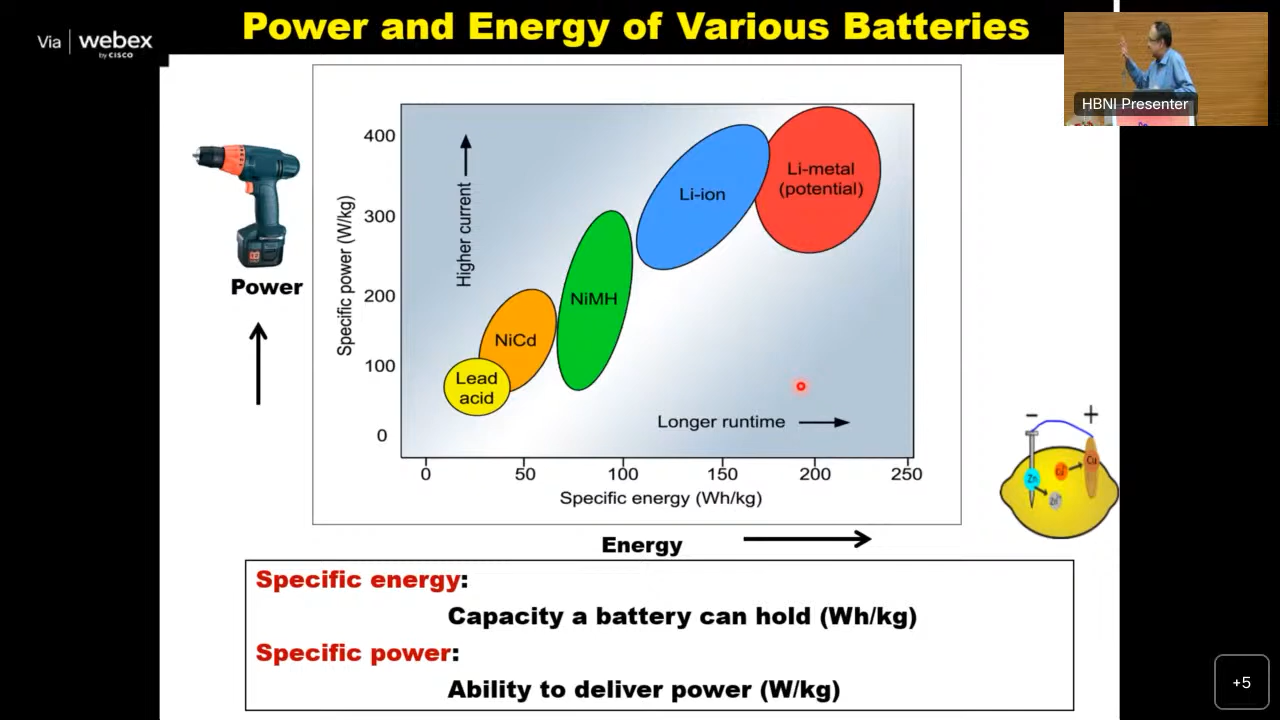 Power and Energy of Various Batteries
Via | webex
by CISCO
HBNI Presenter
Power
Specific power (W/kg)
400
300
200
100
0
Higher current
Li-ion
Li-metal
(potential)
NiMH
NiCd
Lead
acid
Longer runtime
0 50 100 150 200 250
Specific energy (Wh/kg)
Energy
− +
Zn
Cu
Specific energy:
Capacity a battery can hold (Wh/kg)
Specific power:
Ability to deliver power (W/kg)
+5